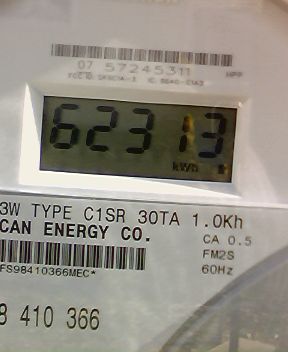 07 57245311 HPP
62313
kWh
3W TYPE C1SR 30TA 1.0Kh
CAN ENERGY CO. CA 0.5
FM2S
FS98410366MEC* 60Hz
8 410 366